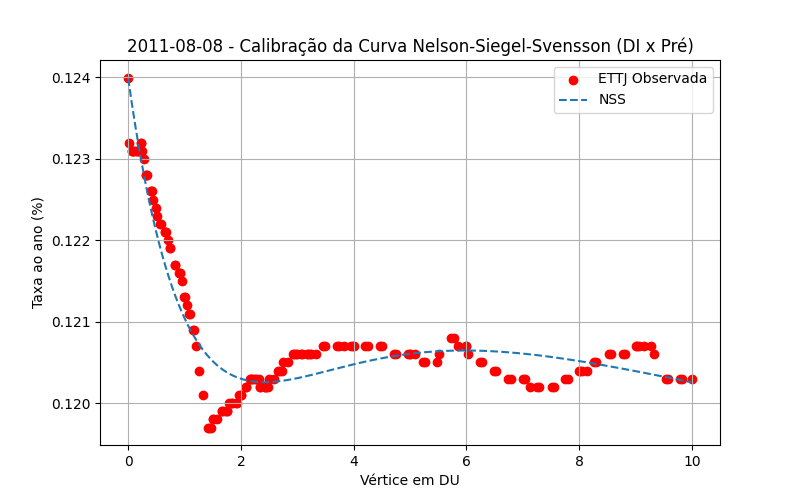 2011-08-08 - Calibração da Curva Nelson-Siegel-Svensson (DI x Pré)
ETTJ Observada
NSS
Taxa ao ano (%)
0.124
0.123
0.122
0.121
0.120
0 2 4 6 8 10
Vértice em DU